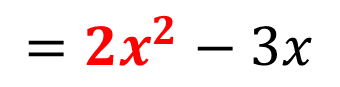 = 2x² − 3x